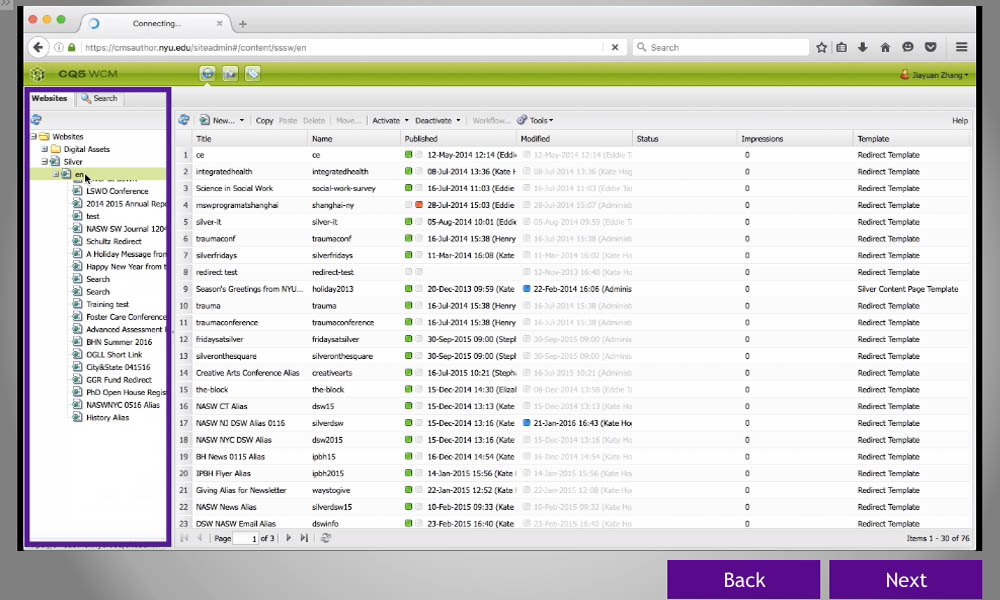 Connecting...
https://cmsauthor.nyu.edu/siteadmin#/content/sssw/en
Search
CQ5 WCM
Jiayuan Zhang
Websites Search
New... Copy Paste Delete Move... Activate Deactivate Workflow... Tools Help
Websites
Digital Assets
Silver
en
LSWO Conference
2014 2015 Annual Repo
test
NASW SW Journal 1204
Schultz Redirect
A Holiday Message from
Happy New Year from t
Search
Search
Training test
Foster Care Conference
Advanced Assessment
BHN Summer 2016
OGLL Short Link
City&State 041516
GGR Fund Redirect
PhD Open House Regis
NASWNYC 0516 Alias
History Alias
Title Name Published Modified Status Impressions Template
1 ce ce 12-May-2014 12:14 (Eddie 12-May-2014 12:14 (Eddie T 0 Redirect Template
2 integratedhealth integratedhealth 08-Jul-2014 13:36 (Kate H 08-Jul-2014 13:36 (Kate Hog 0 Redirect Template
3 Science in Social Work social-work-survey 16-Jul-2014 11:03 (Eddie 16-Jul-2014 11:03 (Eddie Tar 0 Redirect Template
4 mswprogramatshanghai shanghai-ny 28-Jul-2014 15:03 (Eddie 28-Jul-2014 15:07 (Adminis 0 Redirect Template
5 silver-it silver-it 05-Aug-2014 10:01 (Eddie 05-Aug-2014 09:59 (Eddie T 0 Redirect Template
6 traumaconf traumaconf 16-Jul-2014 15:38 (Henry 16-Jul-2014 15:38 (Administ 0 Redirect Template
7 silverfridays silverfridays 11-Mar-2014 16:08 (Kate 11-Mar-2014 16:02 (Kate Ho 0 Redirect Template
8 redirect test redirect-test 12-Nov-2013 16:40 (Kate Ho 0 Redirect Template
9 Season's Greetings from NYU... holiday2013 20-Dec-2013 09:59 (Kate 22-Feb-2014 16:06 (Adminis 0 Silver Content Page Template
10 trauma trauma 16-Jul-2014 15:38 (Henry 16-Jul-2014 15:38 (Administ 0 Redirect Template
11 traumaconference traumaconference 16-Jul-2014 15:38 (Henry 16-Jul-2014 15:38 (Administ 0 Redirect Template
12 fridaysatsilver fridaysatsilver 30-Sep-2015 09:00 (Steph 30-Sep-2015 09:00 (Adminis 0 Redirect Template
13 silveronthesquare silveronthesquare 30-Sep-2015 09:00 (Steph 30-Sep-2015 09:00 (Adminis 0 Redirect Template
14 Creative Arts Conference Alias creativearts 16-Jul-2015 10:21 (Stepha 16-Jul-2015 10:21 (Administ 0 Redirect Template
15 the-block the-block 15-Dec-2014 14:30 (Elizal 08-Dec-2014 13:58 (Eddie T 0 Redirect Template
16 NASW CT Alias dsw15 15-Dec-2014 13:13 (Kate 15-Dec-2014 13:13 (Kate Ho 0 Redirect Template
17 NASW NJ DSW Alias 0116 silverdsw 15-Dec-2014 13:16 (Kate 21-Jan-2016 16:43 (Kate Hog 0 Redirect Template
18 NASW NYC DSW Alias dsw2015 15-Dec-2014 13:16 (Kate 15-Dec-2014 13:16 (Kate Ho 0 Redirect Template
19 BH News 0115 Alias ipbh15 16-Dec-2014 14:54 (Kate 16-Dec-2014 14:54 (Kate Ho 0 Redirect Template
20 IPBH Flyer Alias ipbh2015 14-Jan-2015 15:56 (Kate H 14-Jan-2015 15:56 (Kate Hog 0 Redirect Template
21 Giving Alias for Newsletter waystogive 22-Jan-2015 12:52 (Kate H 22-Jan-2015 12:08 (Kate Hog 0 Redirect Template
22 NASW News Alias silverdsw15 10-Feb-2015 09:33 (Kate 10-Feb-2015 09:32 (Kate Ho 0 Redirect Template
23 DSW NASW Email Alias dswinfo 23-Feb-2015 16:40 (Kate 23-Feb-2015 16:40 (Kate Ho 0 Redirect Template
Page 1 of 3 Items 1 - 30 of 76
Back Next